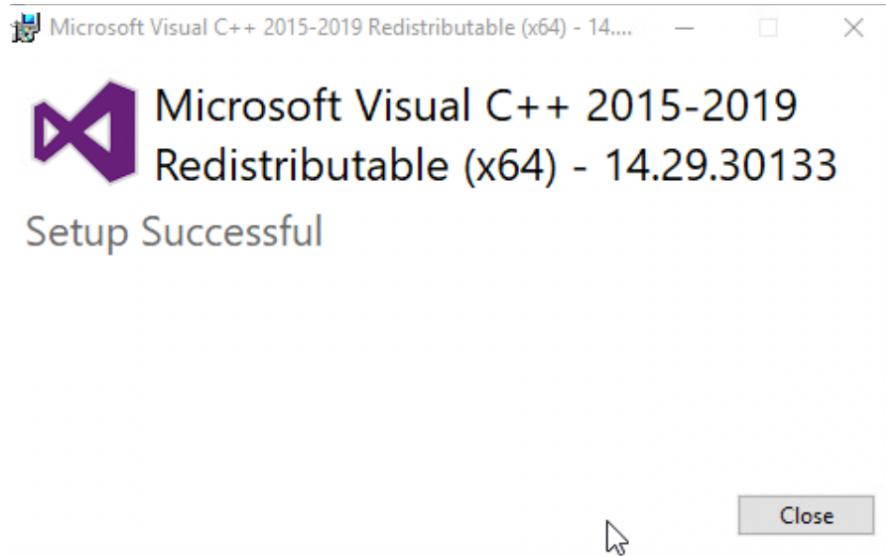 Microsoft Visual C++ 2015-2019 Redistributable (x64) - 14....
Microsoft Visual C++ 2015-2019
Redistributable (x64) - 14.29.30133
Setup Successful
Close